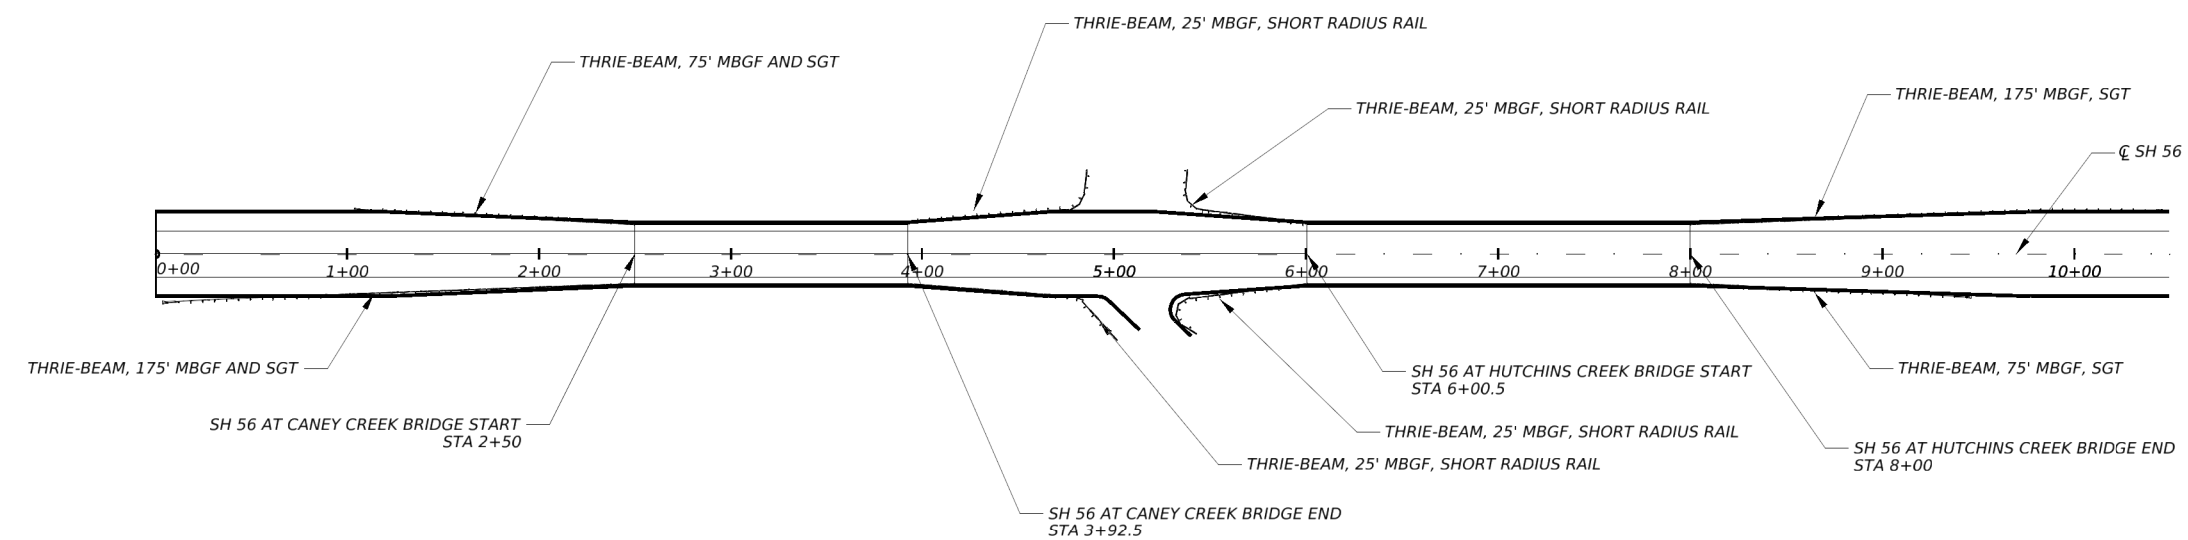 THRIE-BEAM, 25' MBGF, SHORT RADIUS RAIL
THRIE-BEAM, 75' MBGF AND SGT
THRIE-BEAM, 175' MBGF, SGT
THRIE-BEAM, 25' MBGF, SHORT RADIUS RAIL
℄ SH 56
0+00
1+00
2+00
3+00
4+00
5+00
6+00
7+00
8+00
9+00
10+00
THRIE-BEAM, 175' MBGF AND SGT
SH 56 AT HUTCHINS CREEK BRIDGE START
STA 6+00.5
THRIE-BEAM, 75' MBGF, SGT
SH 56 AT CANEY CREEK BRIDGE START
STA 2+50
THRIE-BEAM, 25' MBGF, SHORT RADIUS RAIL
SH 56 AT HUTCHINS CREEK BRIDGE END
STA 8+00
THRIE-BEAM, 25' MBGF, SHORT RADIUS RAIL
SH 56 AT CANEY CREEK BRIDGE END
STA 3+92.5